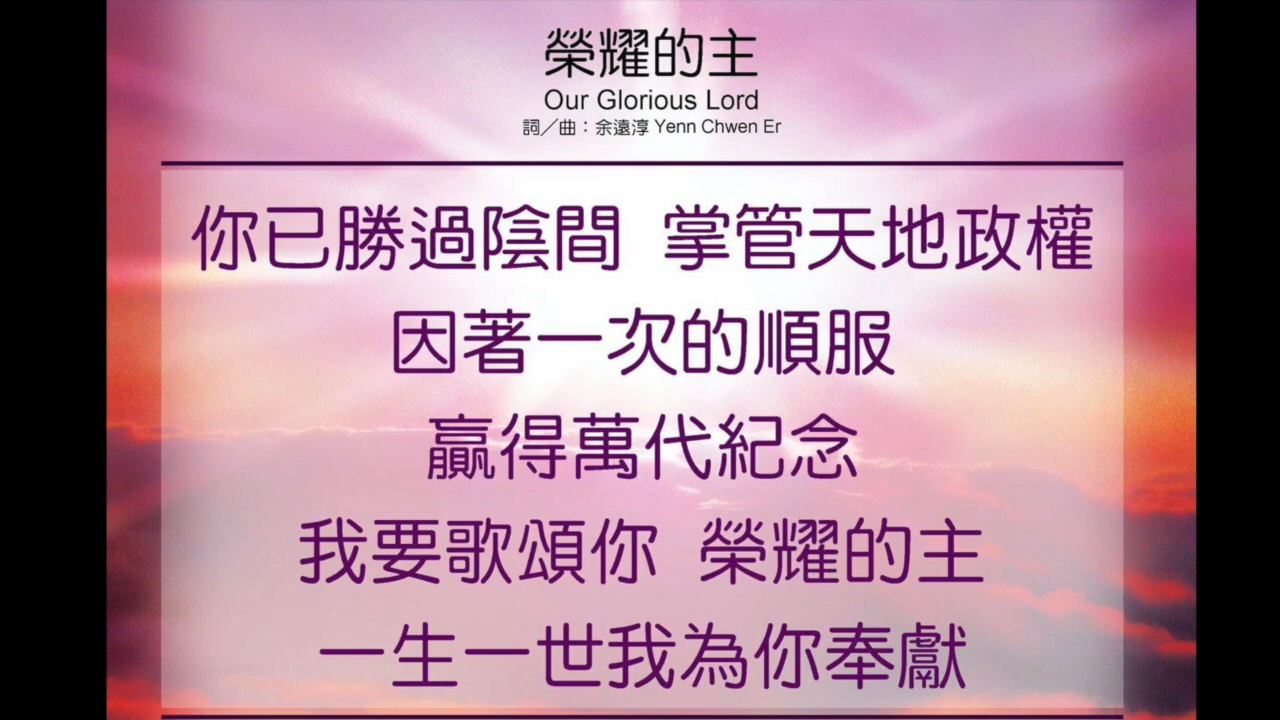 榮耀的主
Our Glorious Lord
詞／曲：余遠淳 Yenn Chwen Er
你已勝過陰間 掌管天地政權
因著一次的順服
贏得萬代紀念
我要歌頌你 榮耀的主
一生一世我為你奉獻